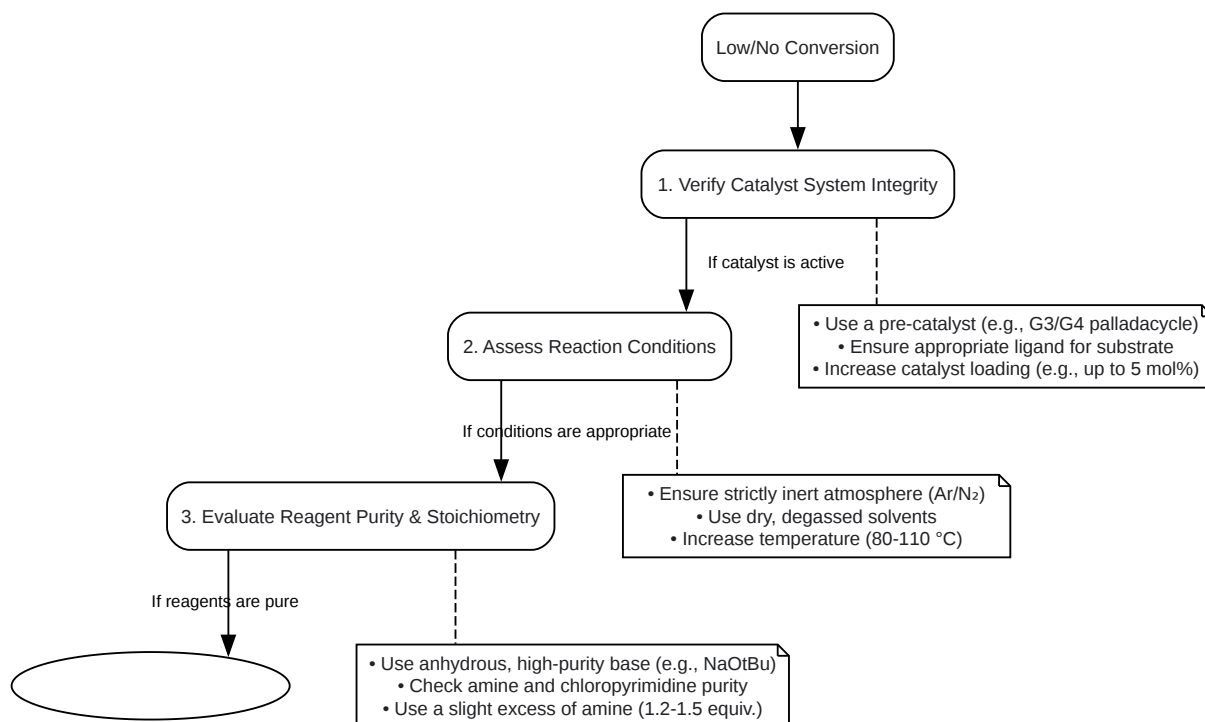 Low/No Conversion
1. Verify Catalyst System Integrity
If catalyst is active
• Use a pre-catalyst (e.g., G3/G4 palladacycle)
• Ensure appropriate ligand for substrate
• Increase catalyst loading (e.g., up to 5 mol%)
2. Assess Reaction Conditions
If conditions are appropriate
• Ensure strictly inert atmosphere (Ar/N₂)
• Use dry, degassed solvents
• Increase temperature (80-110 °C)
3. Evaluate Reagent Purity & Stoichiometry
If reagents are pure
• Use anhydrous, high-purity base (e.g., NaOtBu)
• Check amine and chloropyrimidine purity
• Use a slight excess of amine (1.2-1.5 equiv.)